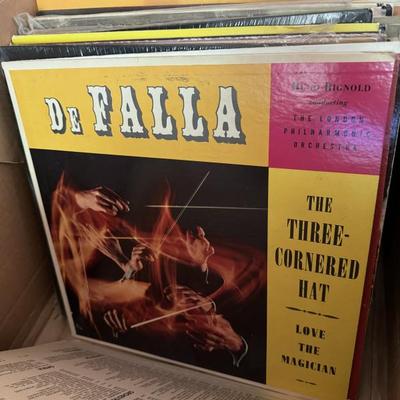 DE FALLA
HUGO RIGNOLD
conducting
THE LONDON
PHILHARMONIC
ORCHESTRA
THE
THREE-
CORNERED
HAT
LOVE
THE
MAGICIAN